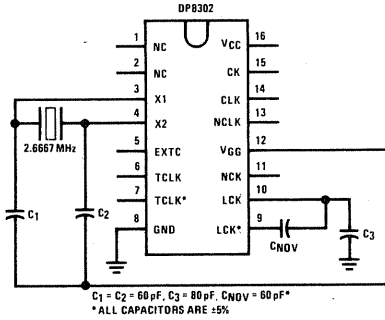 DP8302
1 NC VCC 16
2 NC CK 15
3 X1 CLK 14
4 X2 NCLK 13
2.6667 MHz
5 EXTC VGG 12
6 TCLK NCK 11
7 TCLK* LCK 10
8 GND LCK* 9
C1 C2 CNOV C3
C1 = C2 = 60 pF, C3 = 80 pF, CNOV = 60 pF*
*ALL CAPACITORS ARE ±5%